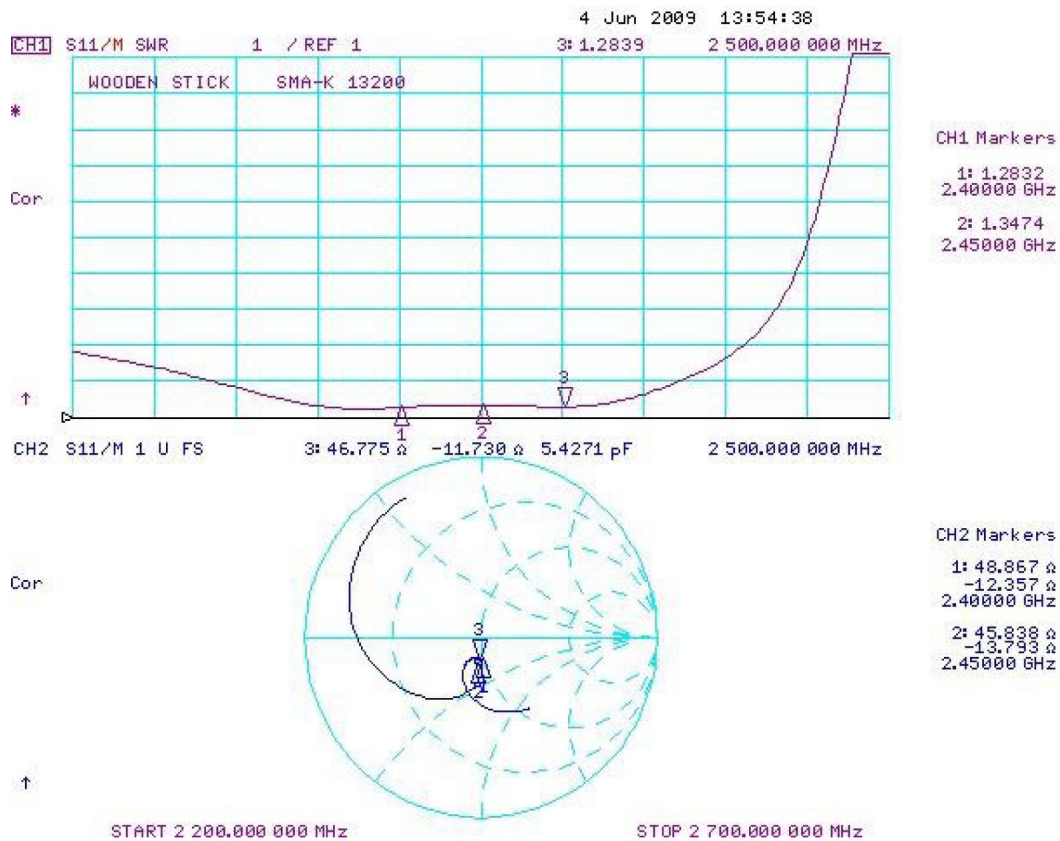 4 Jun 2009 13:54:38
CH1 S11/M SWR 1 / REF 1 3: 1.2839 2 500.000 000 MHz
WOODEN STICK SMA-K 13200
*
Cor
↑
1
2
3
CH1 Markers
1: 1.2832
2.40000 GHz
2: 1.3474
2.45000 GHz
CH2 S11/M 1 U FS 3: 46.775 Ω -11.730 Ω 5.4271 pF 2 500.000 000 MHz
Cor
↑
3
1
2
CH2 Markers
1: 48.867 Ω
-12.357 Ω
2.40000 GHz
2: 45.838 Ω
-13.793 Ω
2.45000 GHz
START 2 200.000 000 MHz STOP 2 700.000 000 MHz